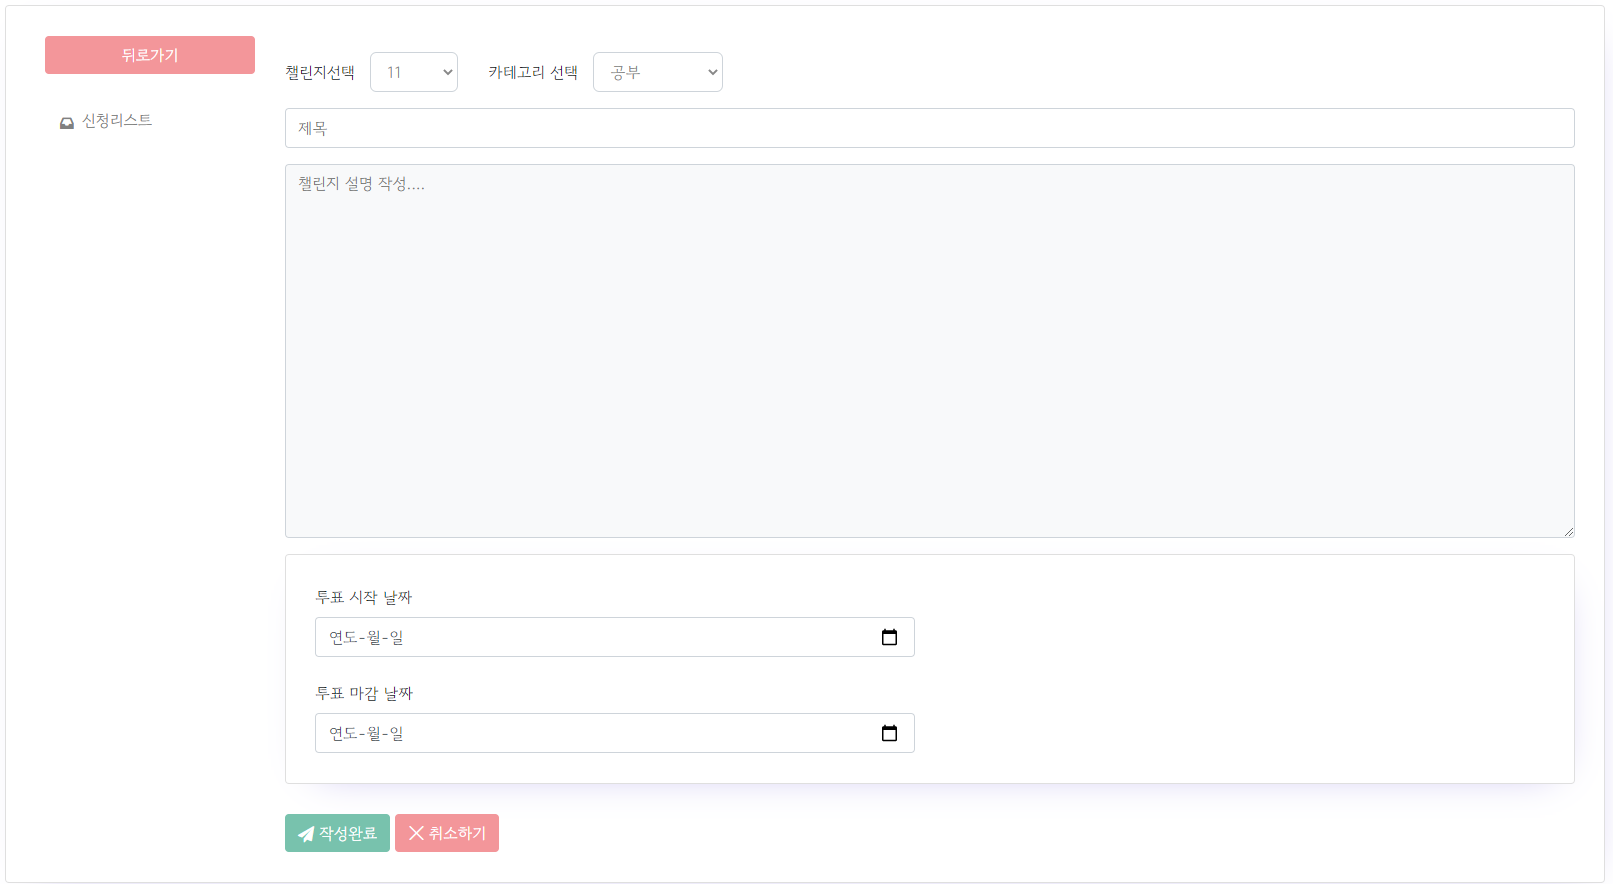 뒤로가기
신청리스트
챌린지선택 11 카테고리 선택 공부
제목
챌린지 설명 작성....
투표 시작 날짜
연도-월-일
투표 마감 날짜
연도-월-일
작성완료 취소하기